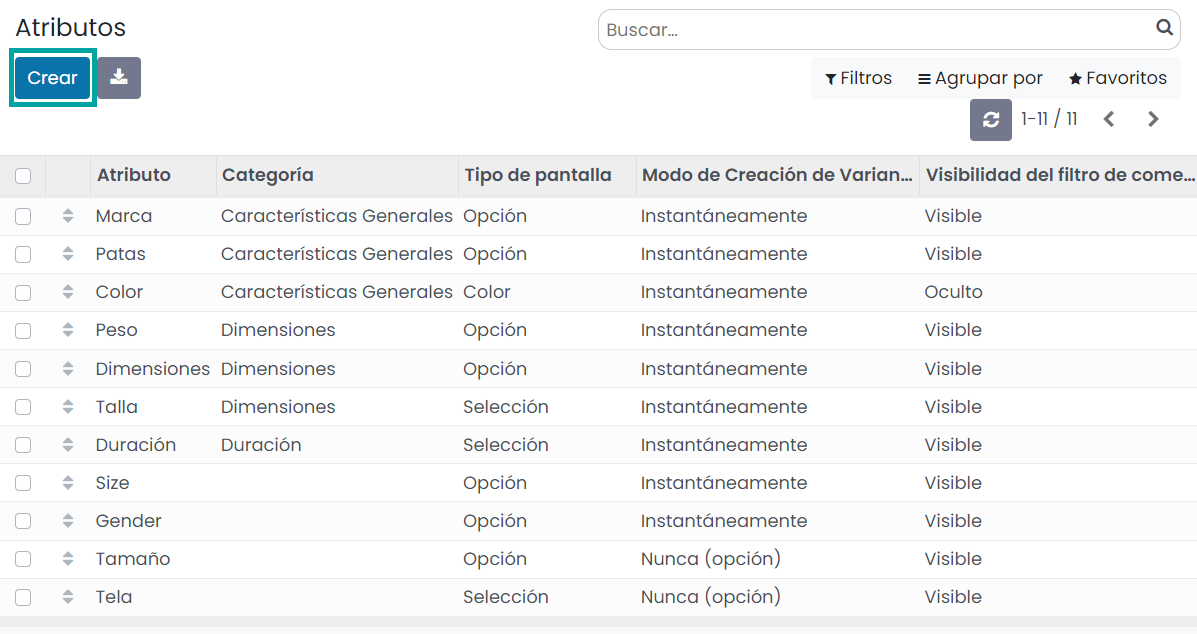 Atributos
Buscar...
Crear
Filtros Agrupar por Favoritos
1-11 / 11
Atributo Categoría Tipo de pantalla Modo de Creación de Varian... Visibilidad del filtro de come...
Marca Características Generales Opción Instantáneamente Visible
Patas Características Generales Opción Instantáneamente Visible
Color Características Generales Color Instantáneamente Oculto
Peso Dimensiones Opción Instantáneamente Visible
Dimensiones Dimensiones Opción Instantáneamente Visible
Talla Dimensiones Selección Instantáneamente Visible
Duración Duración Selección Instantáneamente Visible
Size Opción Instantáneamente Visible
Gender Opción Instantáneamente Visible
Tamaño Opción Nunca (opción) Visible
Tela Selección Nunca (opción) Visible